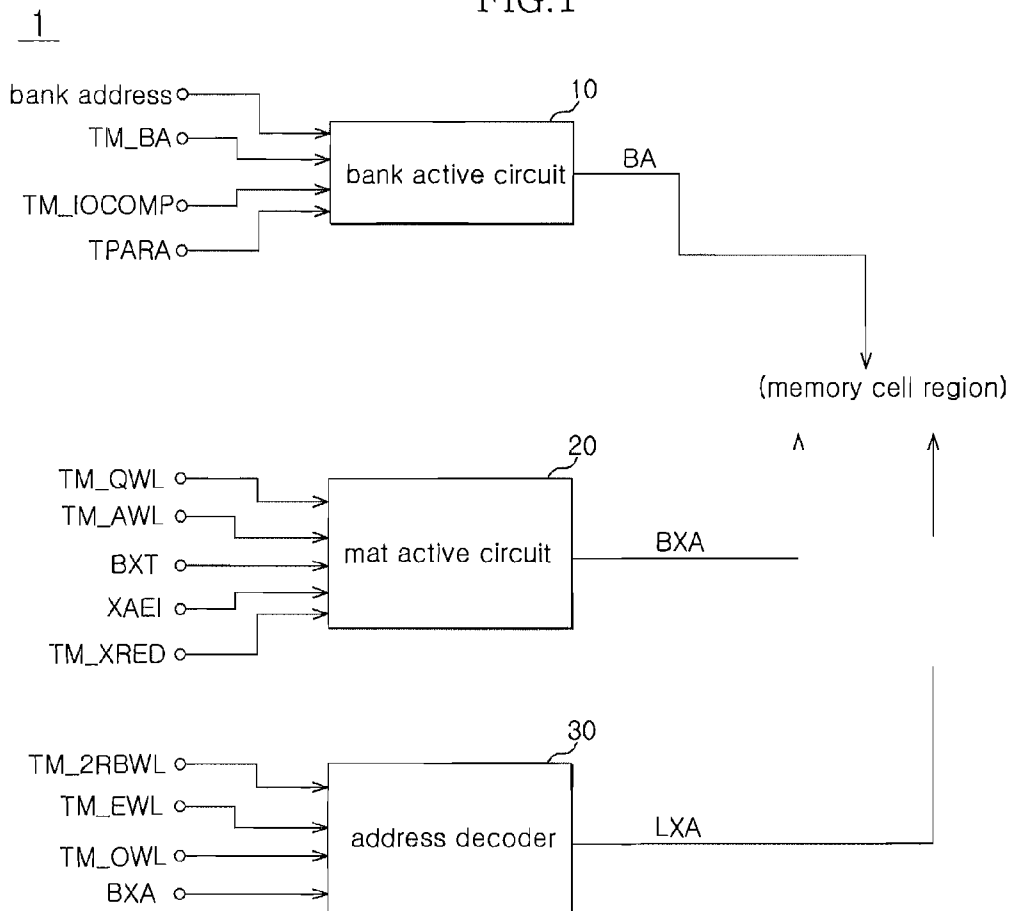 FIG.1
1
bank address
TM_BA
TM_IOCOMP
TPARA
10
bank active circuit
BA
(memory cell region)
TM_QWL
TM_AWL
BXT
XAEI
TM_XRED
20
mat active circuit
BXA
TM_2RBWL
TM_EWL
TM_OWL
BXA
30
address decoder
LXA